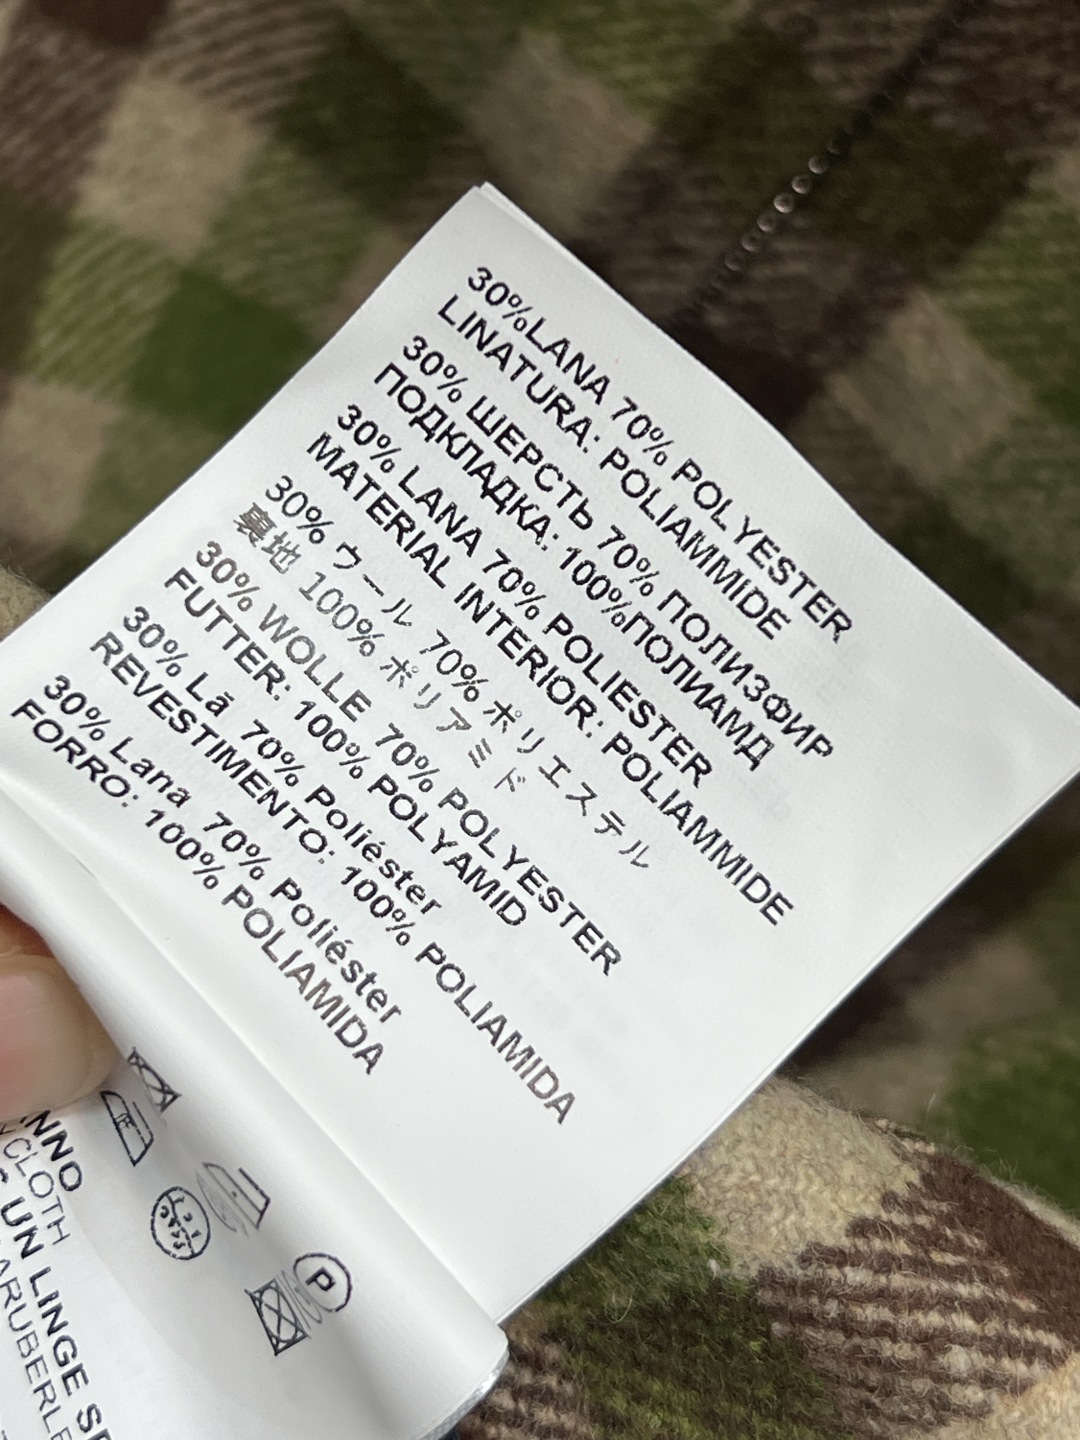 30%LANA 70% POLYESTER
LINATURA: POLIAMMIDE
30% ШЕРСТЬ 70% ПОЛИЗФИР
ПОДКЛАДКА: 100%ПОЛИАМД
30% LANA 70% POLIESTER
MATERIAL INTERIOR: POLIAMMIDE
30% ウール 70% ポリエステル
裏地 100% ポリアミド
30% WOLLE 70% POLYESTER
FUTTER: 100% POLYAMID
30% Lã 70% Poliéster
REVESTIMENTO: 100% POLIAMIDA
30% Lana 70% Poliéster
FORRO: 100% POLIAMIDA
P
CLOTH
UN LINGE